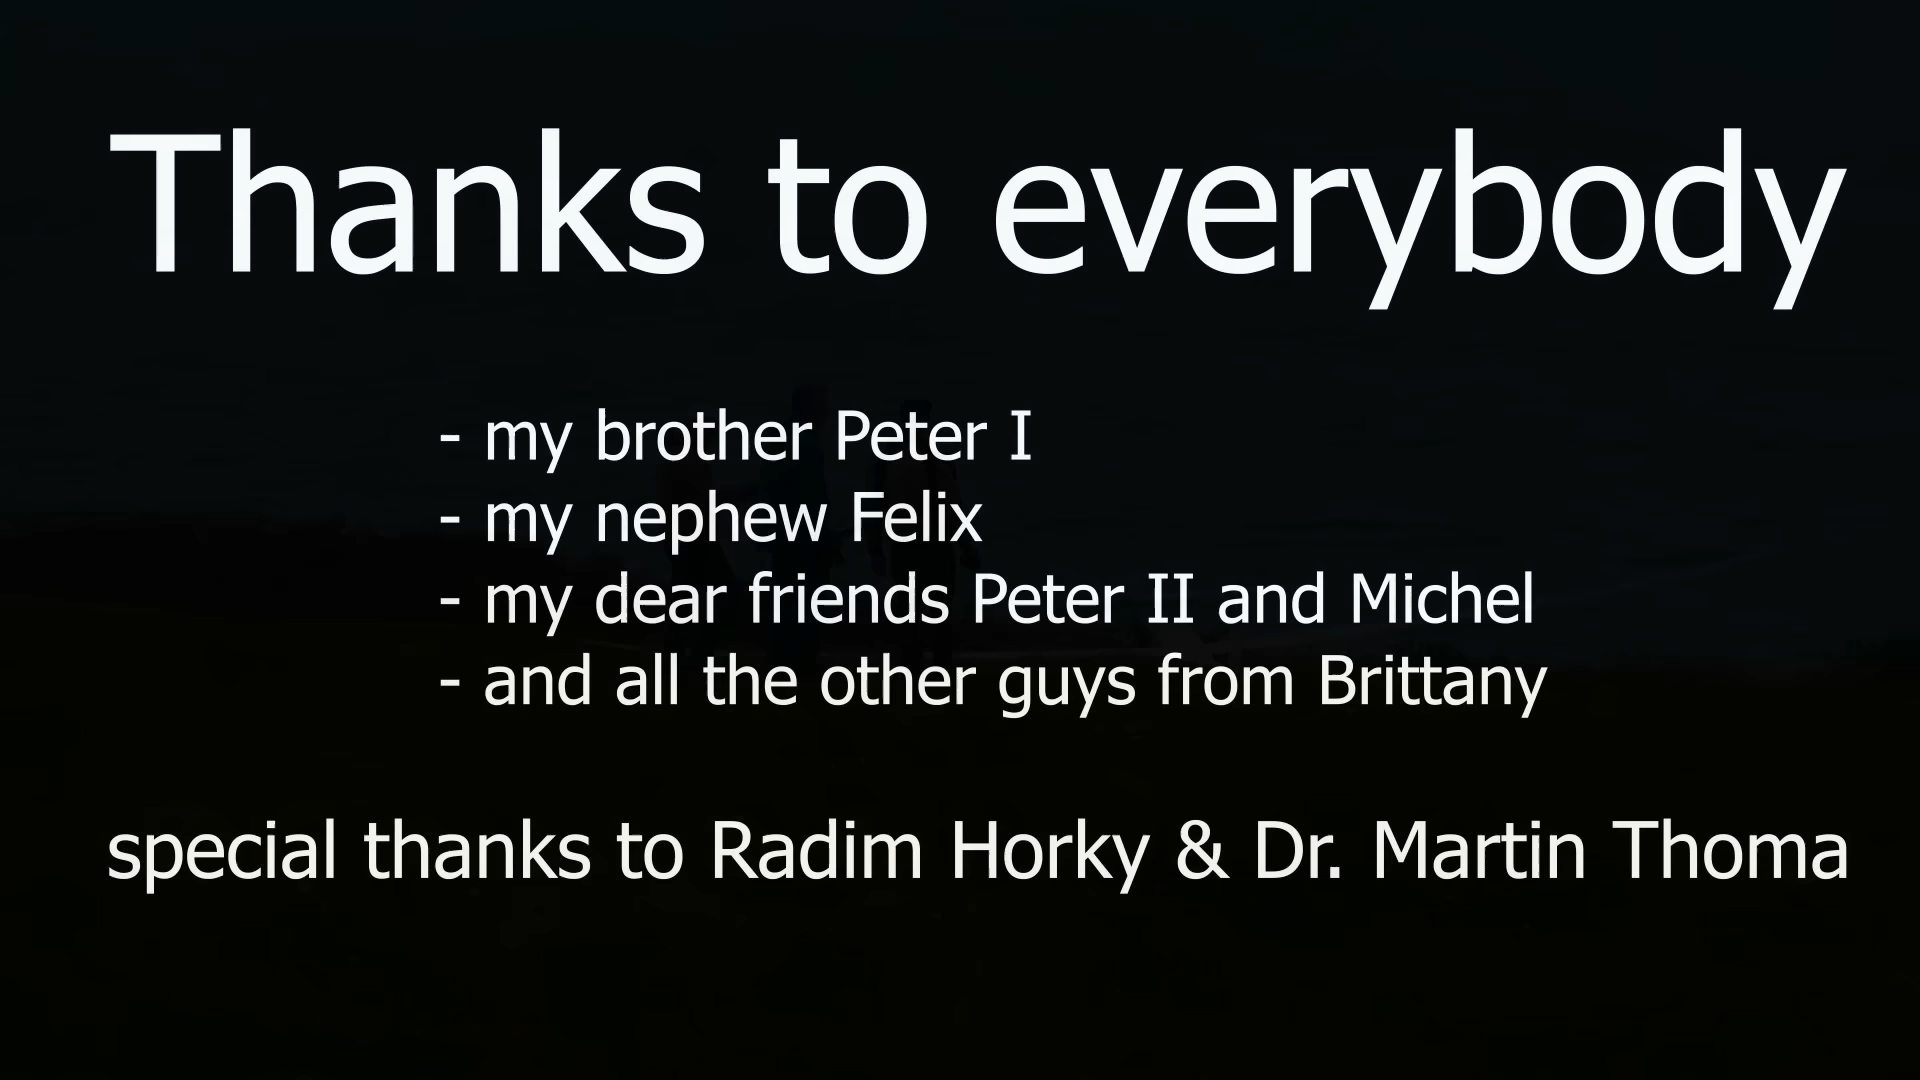 Thanks to everybody
- my brother Peter I
- my nephew Felix
- my dear friends Peter II and Michel
- and all the other guys from Brittany
special thanks to Radim Horky & Dr. Martin Thoma